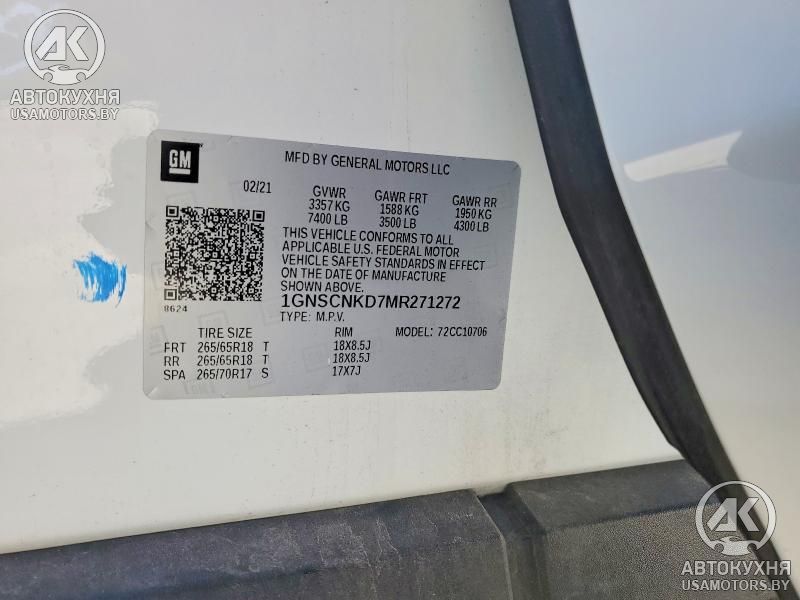 АВТОКУХНЯ
USAMOTORS.BY
GM
MFD BY GENERAL MOTORS LLC
02/21
GVWR GAWR FRT GAWR RR
3357 KG 1588 KG 1950 KG
7400 LB 3500 LB 4300 LB
THIS VEHICLE CONFORMS TO ALL
APPLICABLE U.S. FEDERAL MOTOR
VEHICLE SAFETY STANDARDS IN EFFECT
ON THE DATE OF MANUFACTURE
SHOWN ABOVE.
8624
1GNSCNKD7MR271272
TYPE: M.P.V.
TIRE SIZE RIM MODEL: 72CC10706
FRT 265/65R18 T 18X8.5J
RR 265/65R18 T 18X8.5J
SPA 265/70R17 S 17X7J
АК
АВТОКУХНЯ
USAMOTORS.BY